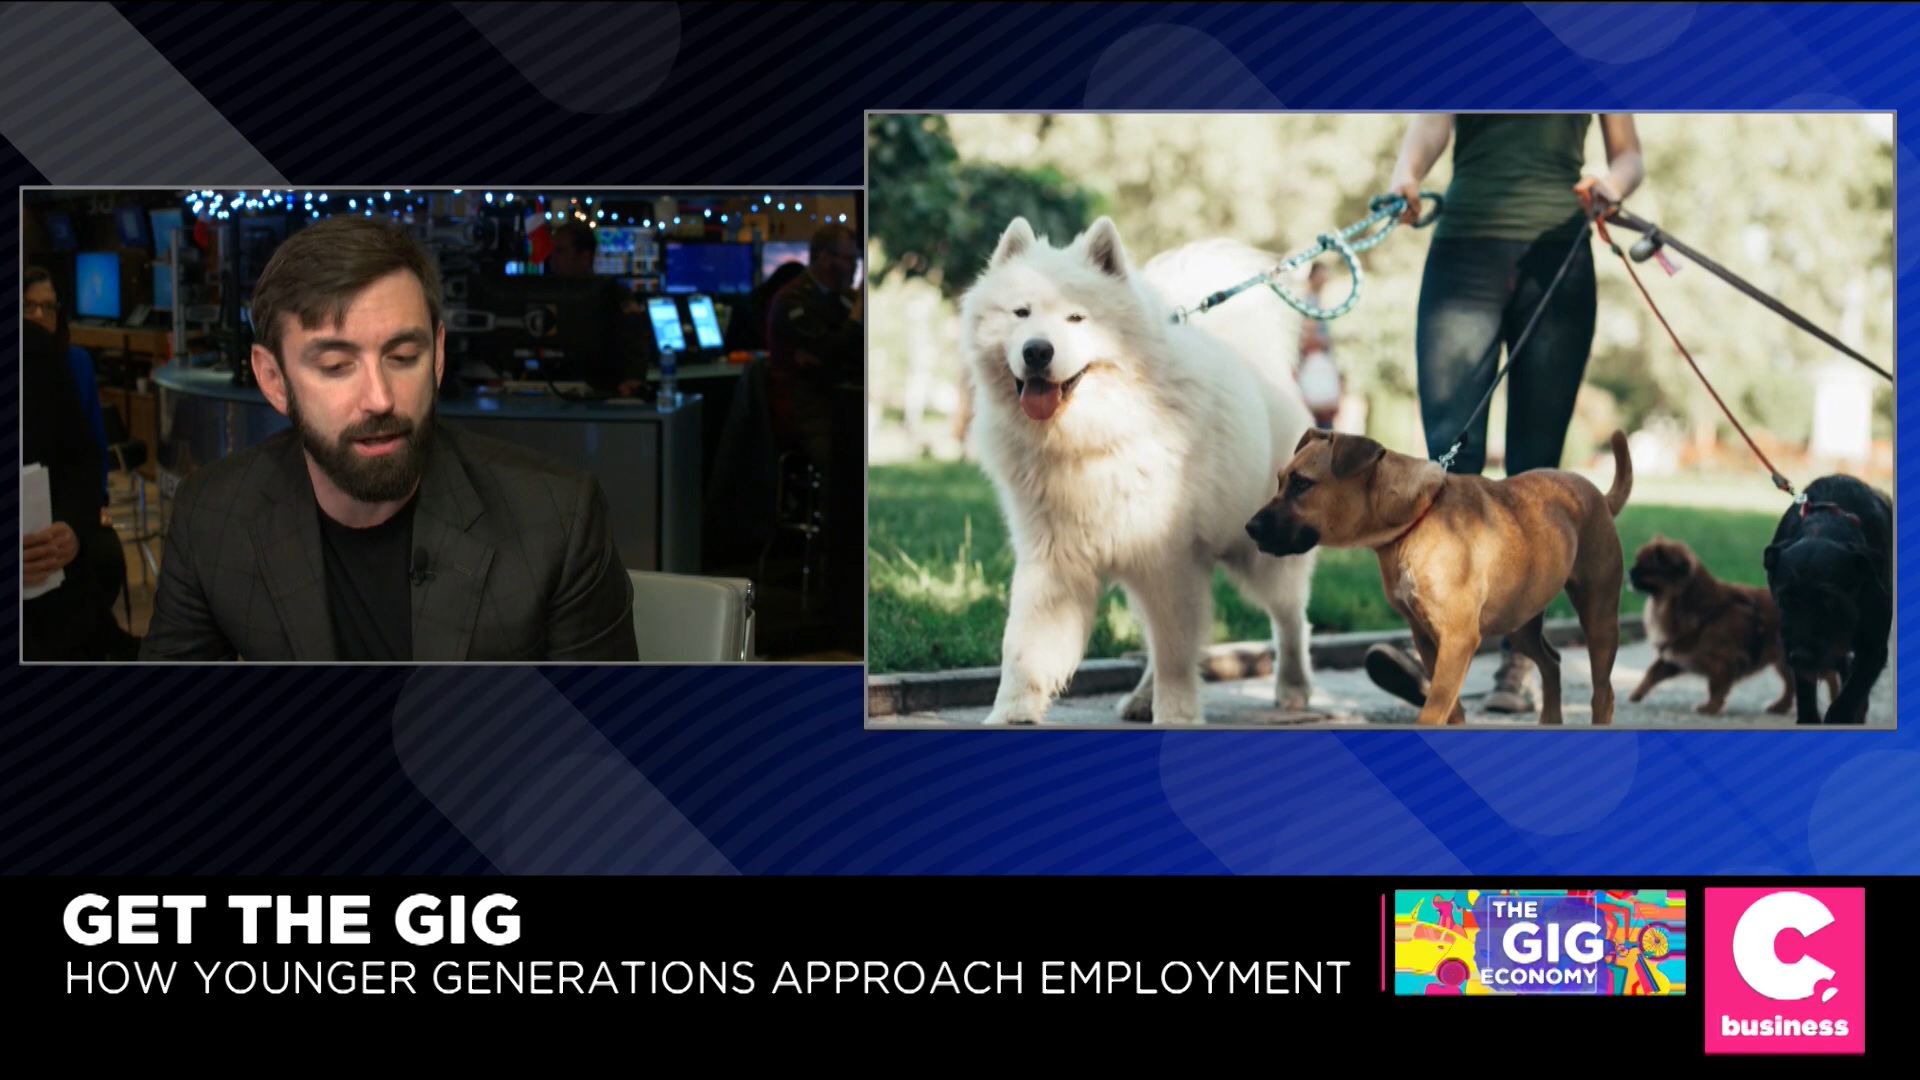 GET THE GIG
HOW YOUNGER GENERATIONS APPROACH EMPLOYMENT
THE
GIG
ECONOMY
C
business